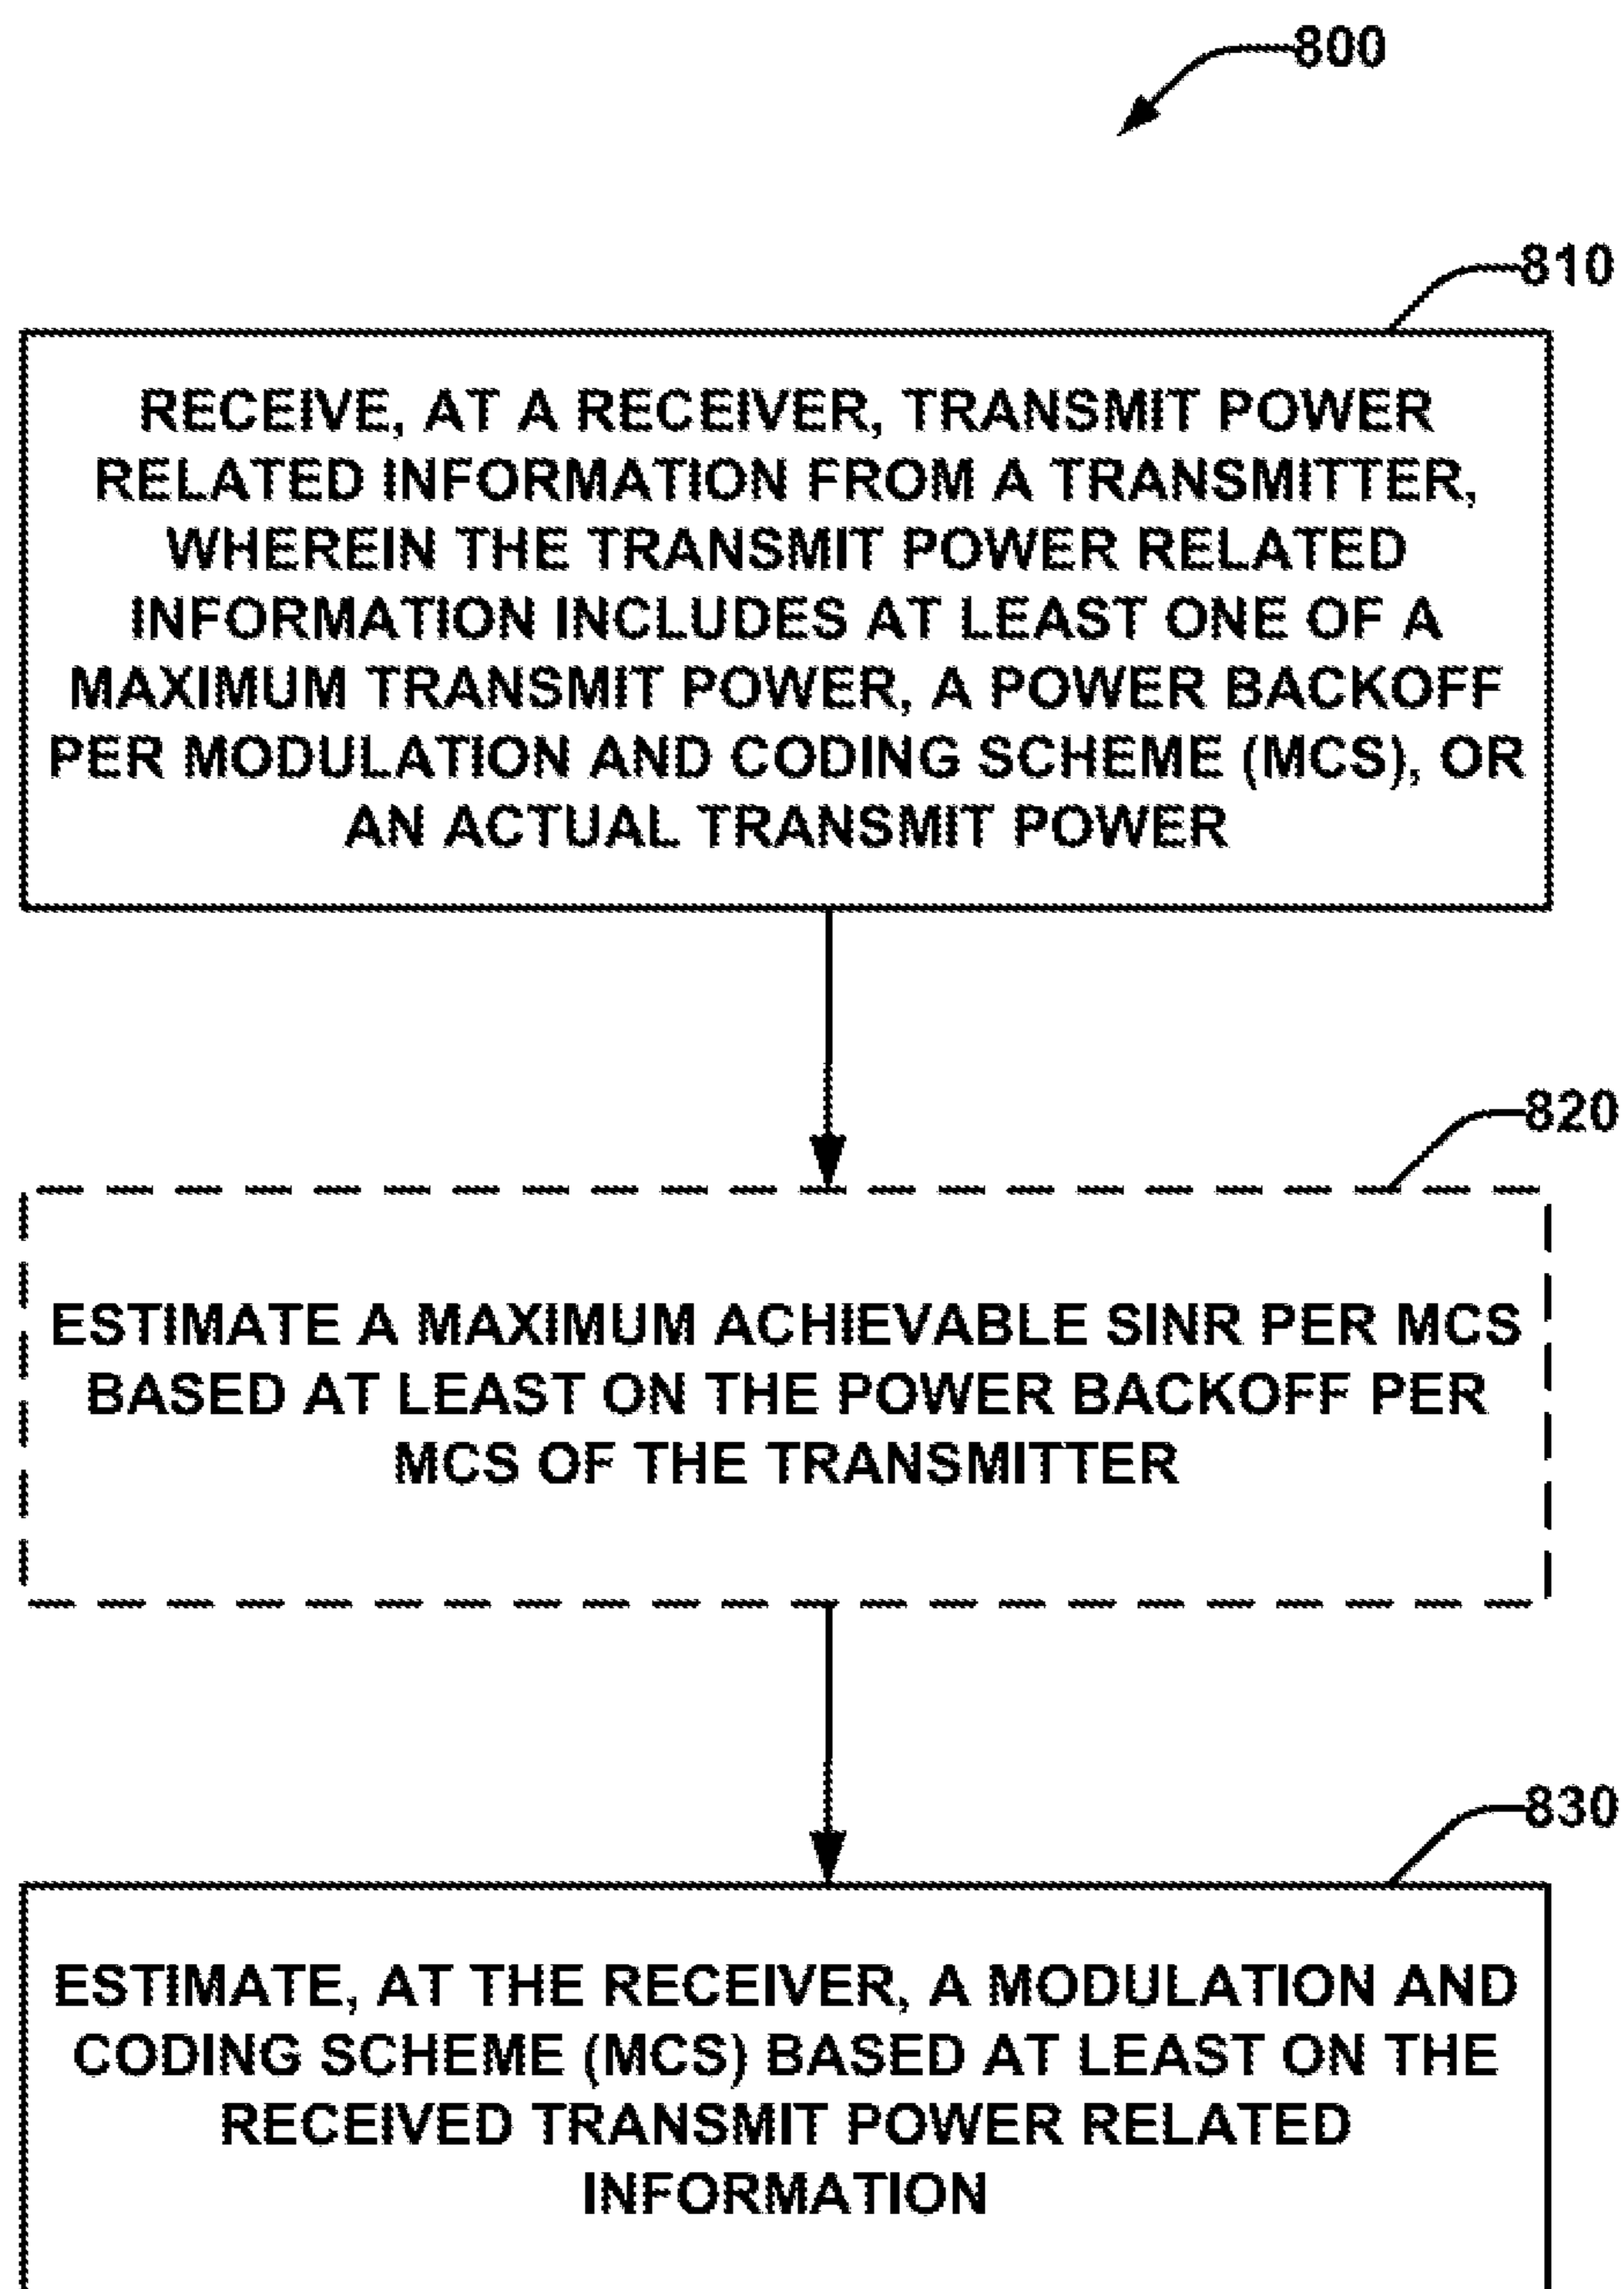 800
810
RECEIVE, AT A RECEIVER, TRANSMIT POWER
RELATED INFORMATION FROM A TRANSMITTER,
WHEREIN THE TRANSMIT POWER RELATED
INFORMATION INCLUDES AT LEAST ONE OF A
MAXIMUM TRANSMIT POWER, A POWER BACKOFF
PER MODULATION AND CODING SCHEME (MCS), OR
AN ACTUAL TRANSMIT POWER
820
ESTIMATE A MAXIMUM ACHIEVABLE SINR PER MCS
BASED AT LEAST ON THE POWER BACKOFF PER
MCS OF THE TRANSMITTER
830
ESTIMATE, AT THE RECEIVER, A MODULATION AND
CODING SCHEME (MCS) BASED AT LEAST ON THE
RECEIVED TRANSMIT POWER RELATED
INFORMATION